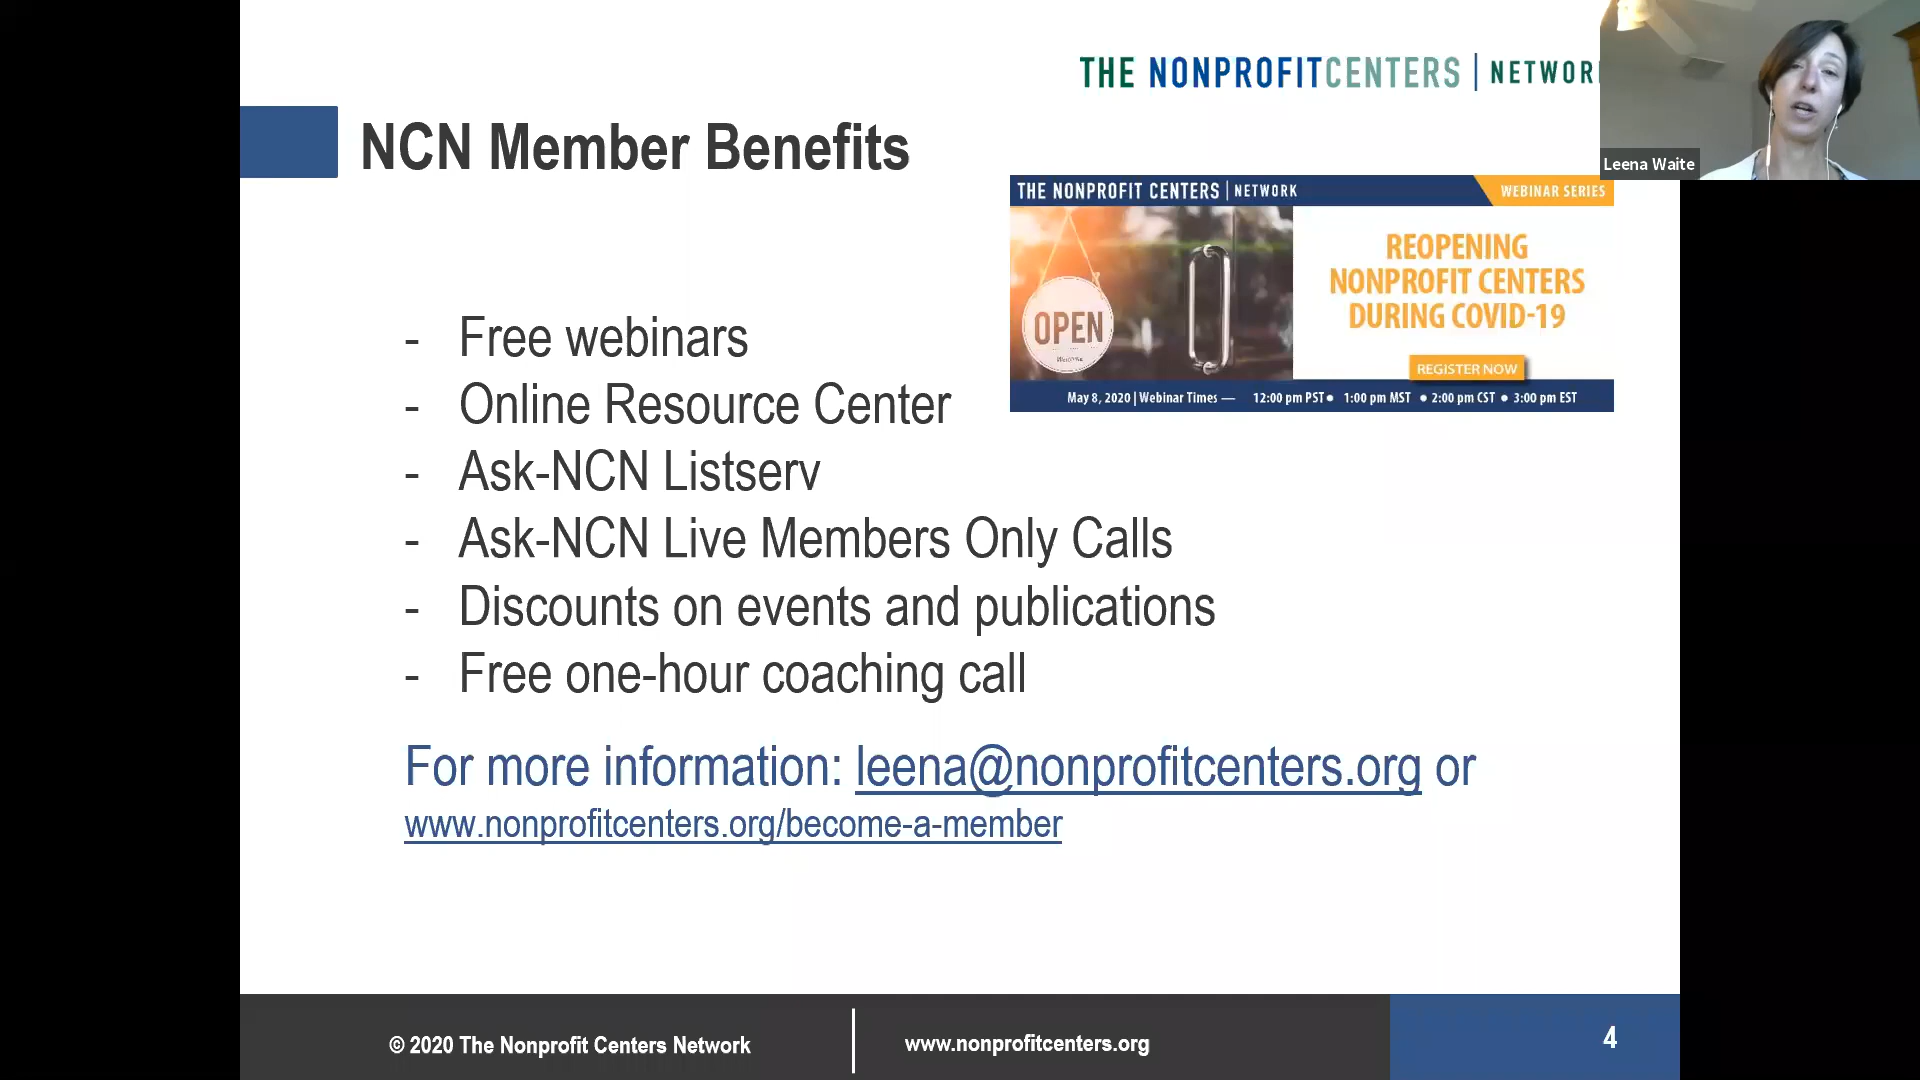 THE NONPROFITCENTERS | NETWOR
Leena Waite
NCN Member Benefits
THE NONPROFIT CENTERS | NETWORK
WEBINAR SERIES
OPEN
Welcome
REOPENING
NONPROFIT CENTERS
DURING COVID-19
REGISTER NOW
May 8, 2020 | Webinar Times — 12:00 pm PST • 1:00 pm MST • 2:00 pm CST • 3:00 pm EST
- Free webinars
- Online Resource Center
- Ask-NCN Listserv
- Ask-NCN Live Members Only Calls
- Discounts on events and publications
- Free one-hour coaching call
For more information: leena@nonprofitcenters.org or
www.nonprofitcenters.org/become-a-member
© 2020 The Nonprofit Centers Network
www.nonprofitcenters.org
4